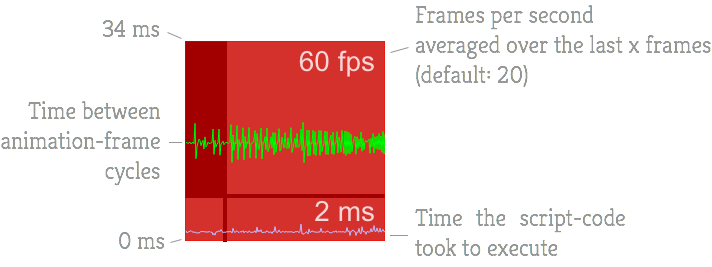 34 ms
Frames per second
averaged over the last x frames
(default: 20)
60 fps
Time between
animation-frame
cycles
2 ms
0 ms
Time the script-code
took to execute